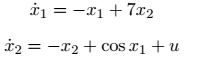 ẋ₁ = −x₁ + 7x₂
ẋ₂ = −x₂ + cos x₁ + u